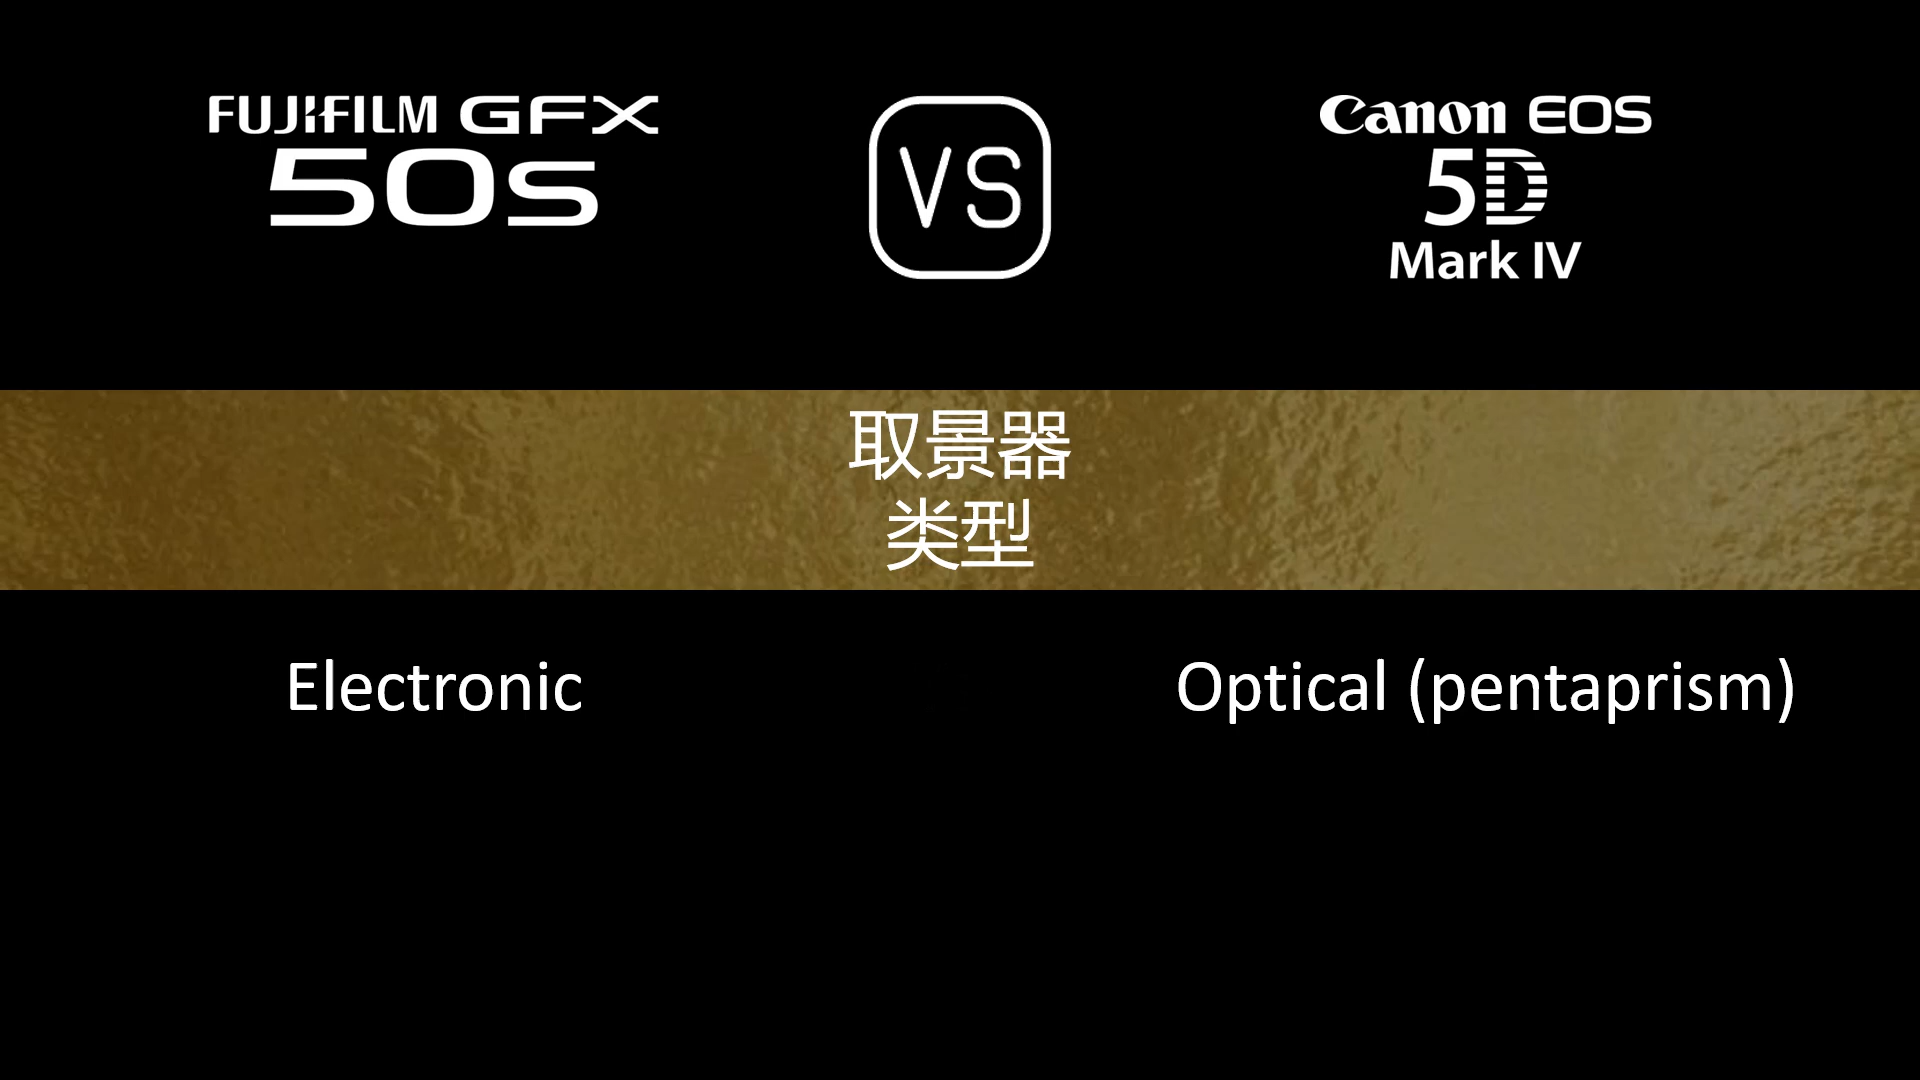 FUJIFILM GFX
50S
VS
Canon EOS
5D
Mark IV
取景器
类型
Electronic
Optical (pentaprism)